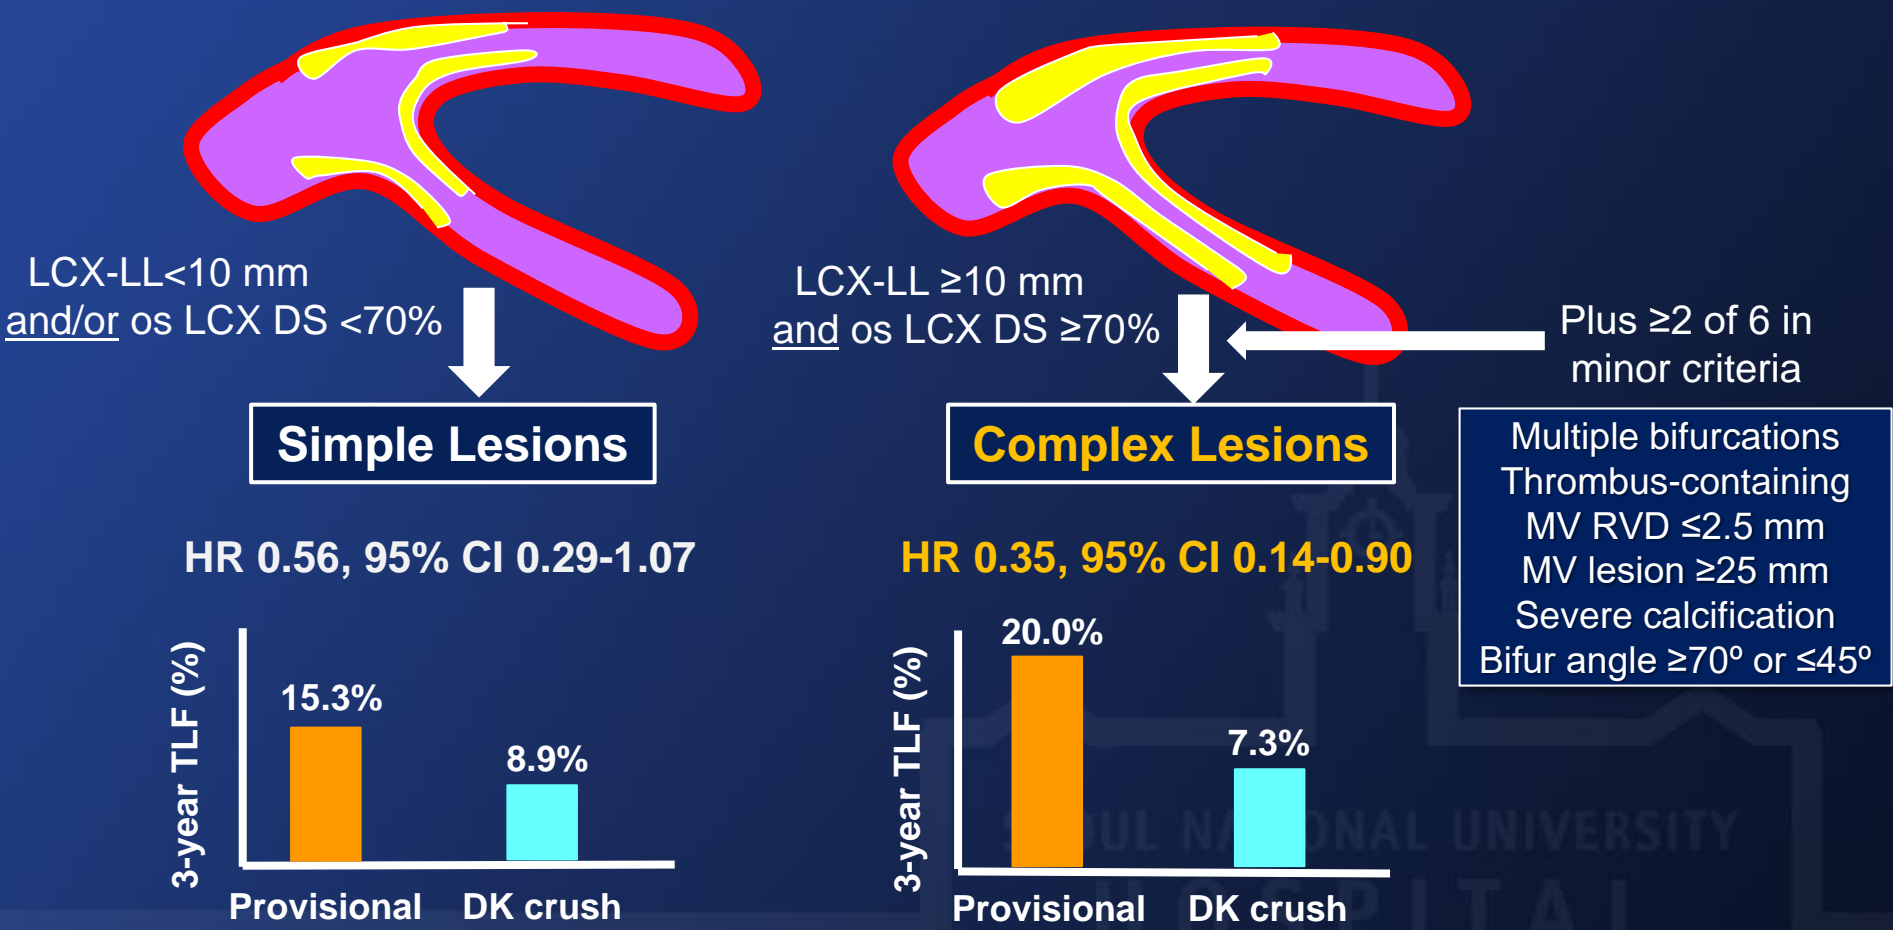 LCX-LL<10 mm
and/or os LCX DS <70%
Simple Lesions
HR 0.56, 95% CI 0.29-1.07
3-year TLF (%)
15.3%
8.9%
Provisional
DK crush
LCX-LL ≥10 mm
and os LCX DS ≥70%
Plus ≥2 of 6 in
minor criteria
Complex Lesions
Multiple bifurcations
Thrombus-containing
MV RVD ≤2.5 mm
MV lesion ≥25 mm
Severe calcification
Bifur angle ≥70º or ≤45º
HR 0.35, 95% CI 0.14-0.90
3-year TLF (%)
20.0%
7.3%
Provisional
DK crush
UNIVERSITY